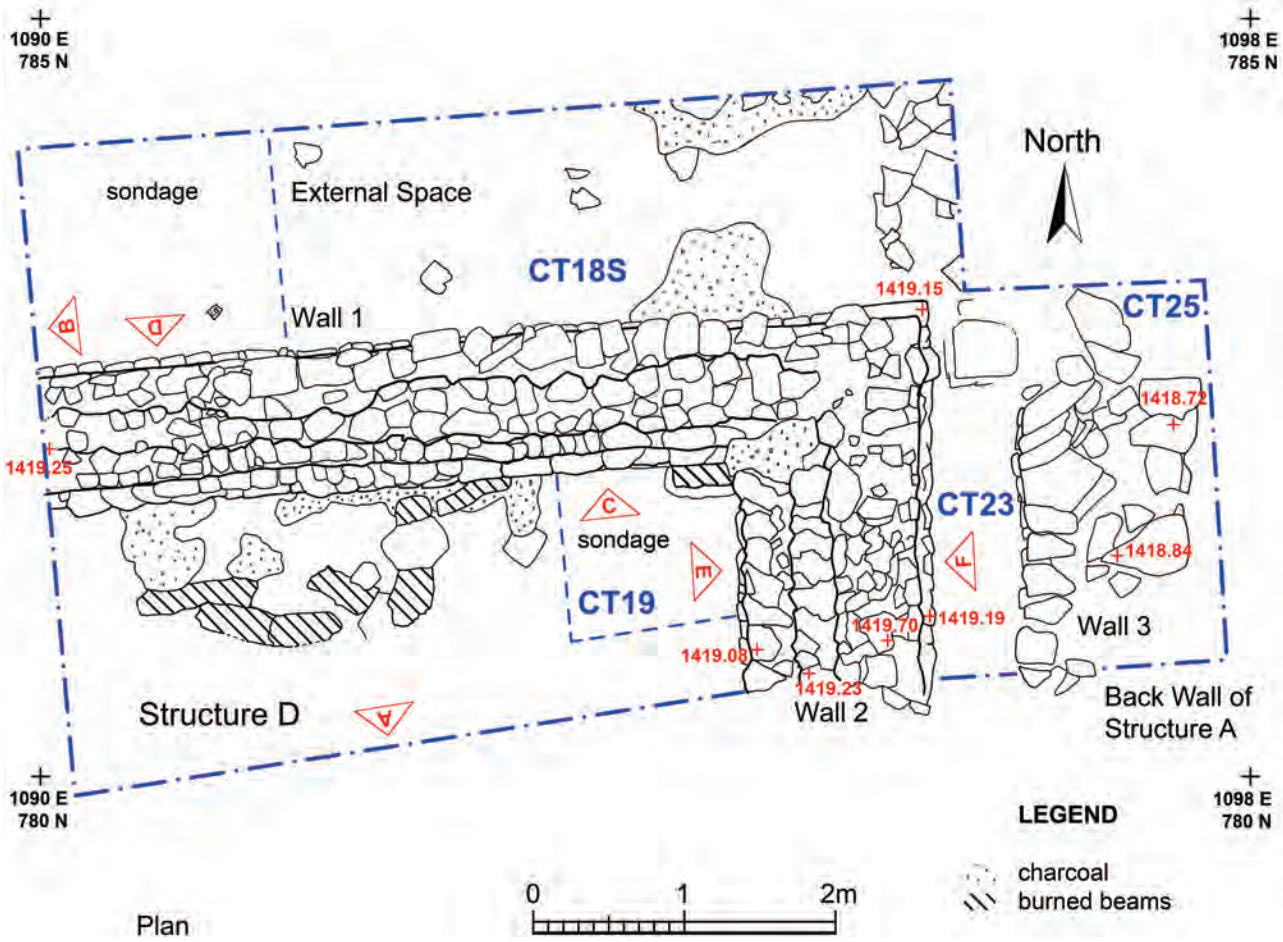 1090 E
785 N
1098 E
785 N
North
sondage
External Space
CT18S
1419.15
CT25
B
D
Wall 1
1418.72
1419.25
C
CT23
sondage
E
F
1418.84
CT19
1419.70
1419.19
Wall 3
1419.08
1419.23
Structure D
A
Wall 2
Back Wall of
Structure A
1090 E
780 N
1098 E
780 N
LEGEND
charcoal
burned beams
0 1 2m
Plan